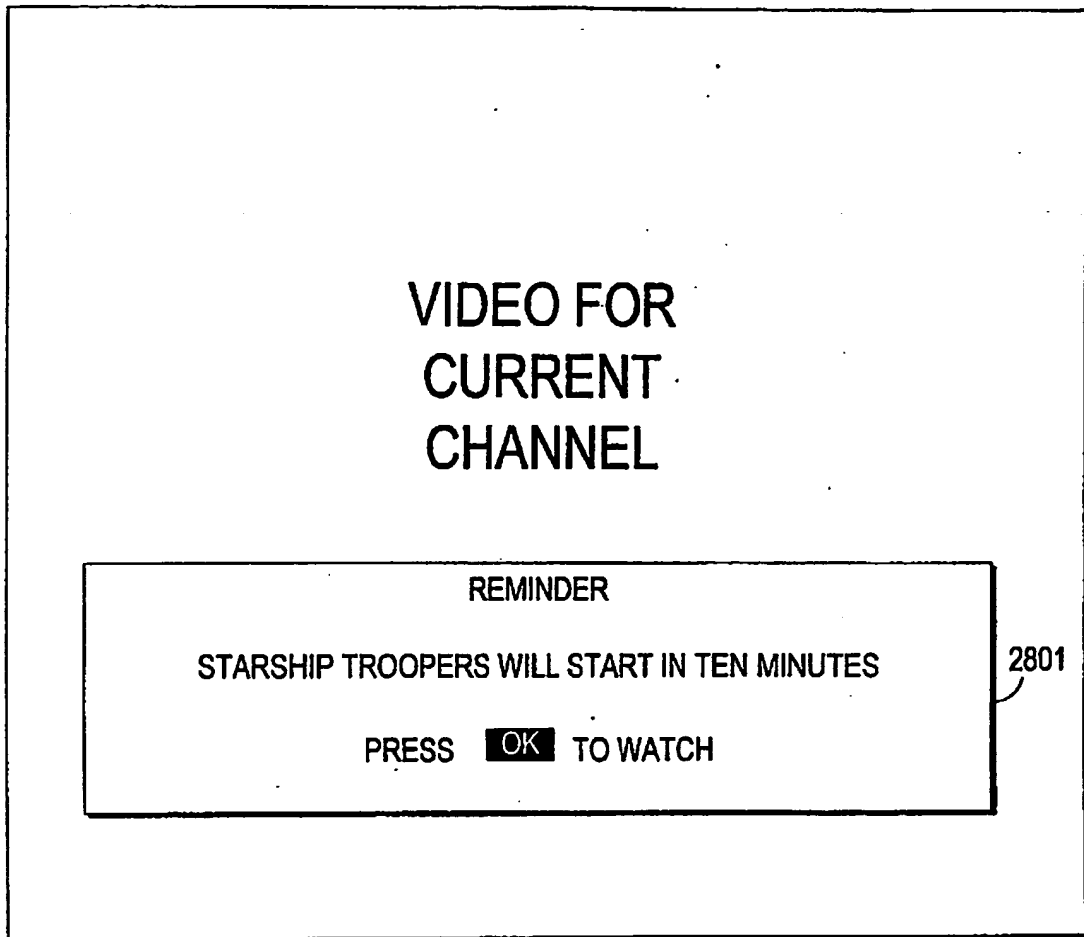 VIDEO FOR
CURRENT
CHANNEL
REMINDER
STARSHIP TROOPERS WILL START IN TEN MINUTES
2801
PRESS OK TO WATCH